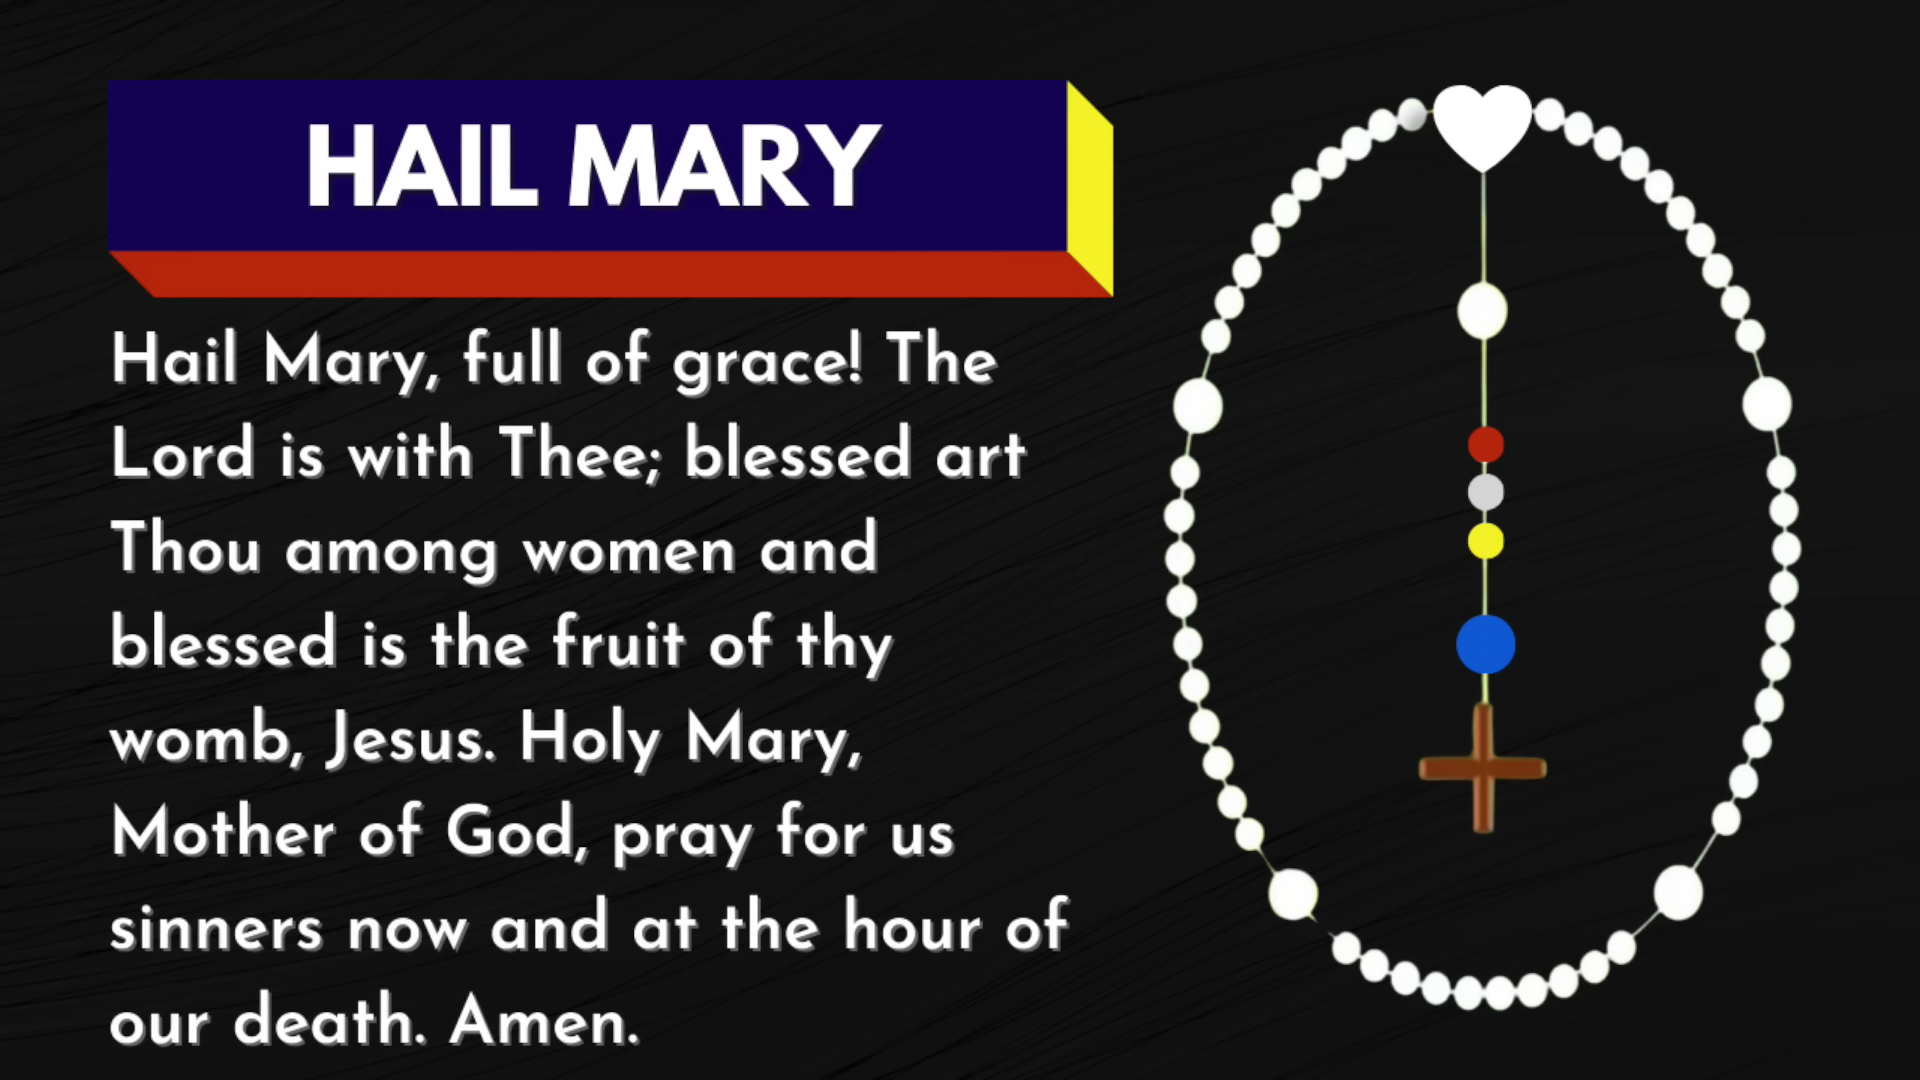 HAIL MARY
Hail Mary, full of grace! The
Lord is with Thee; blessed art
Thou among women and
blessed is the fruit of thy
womb, Jesus. Holy Mary,
Mother of God, pray for us
sinners now and at the hour of
our death. Amen.